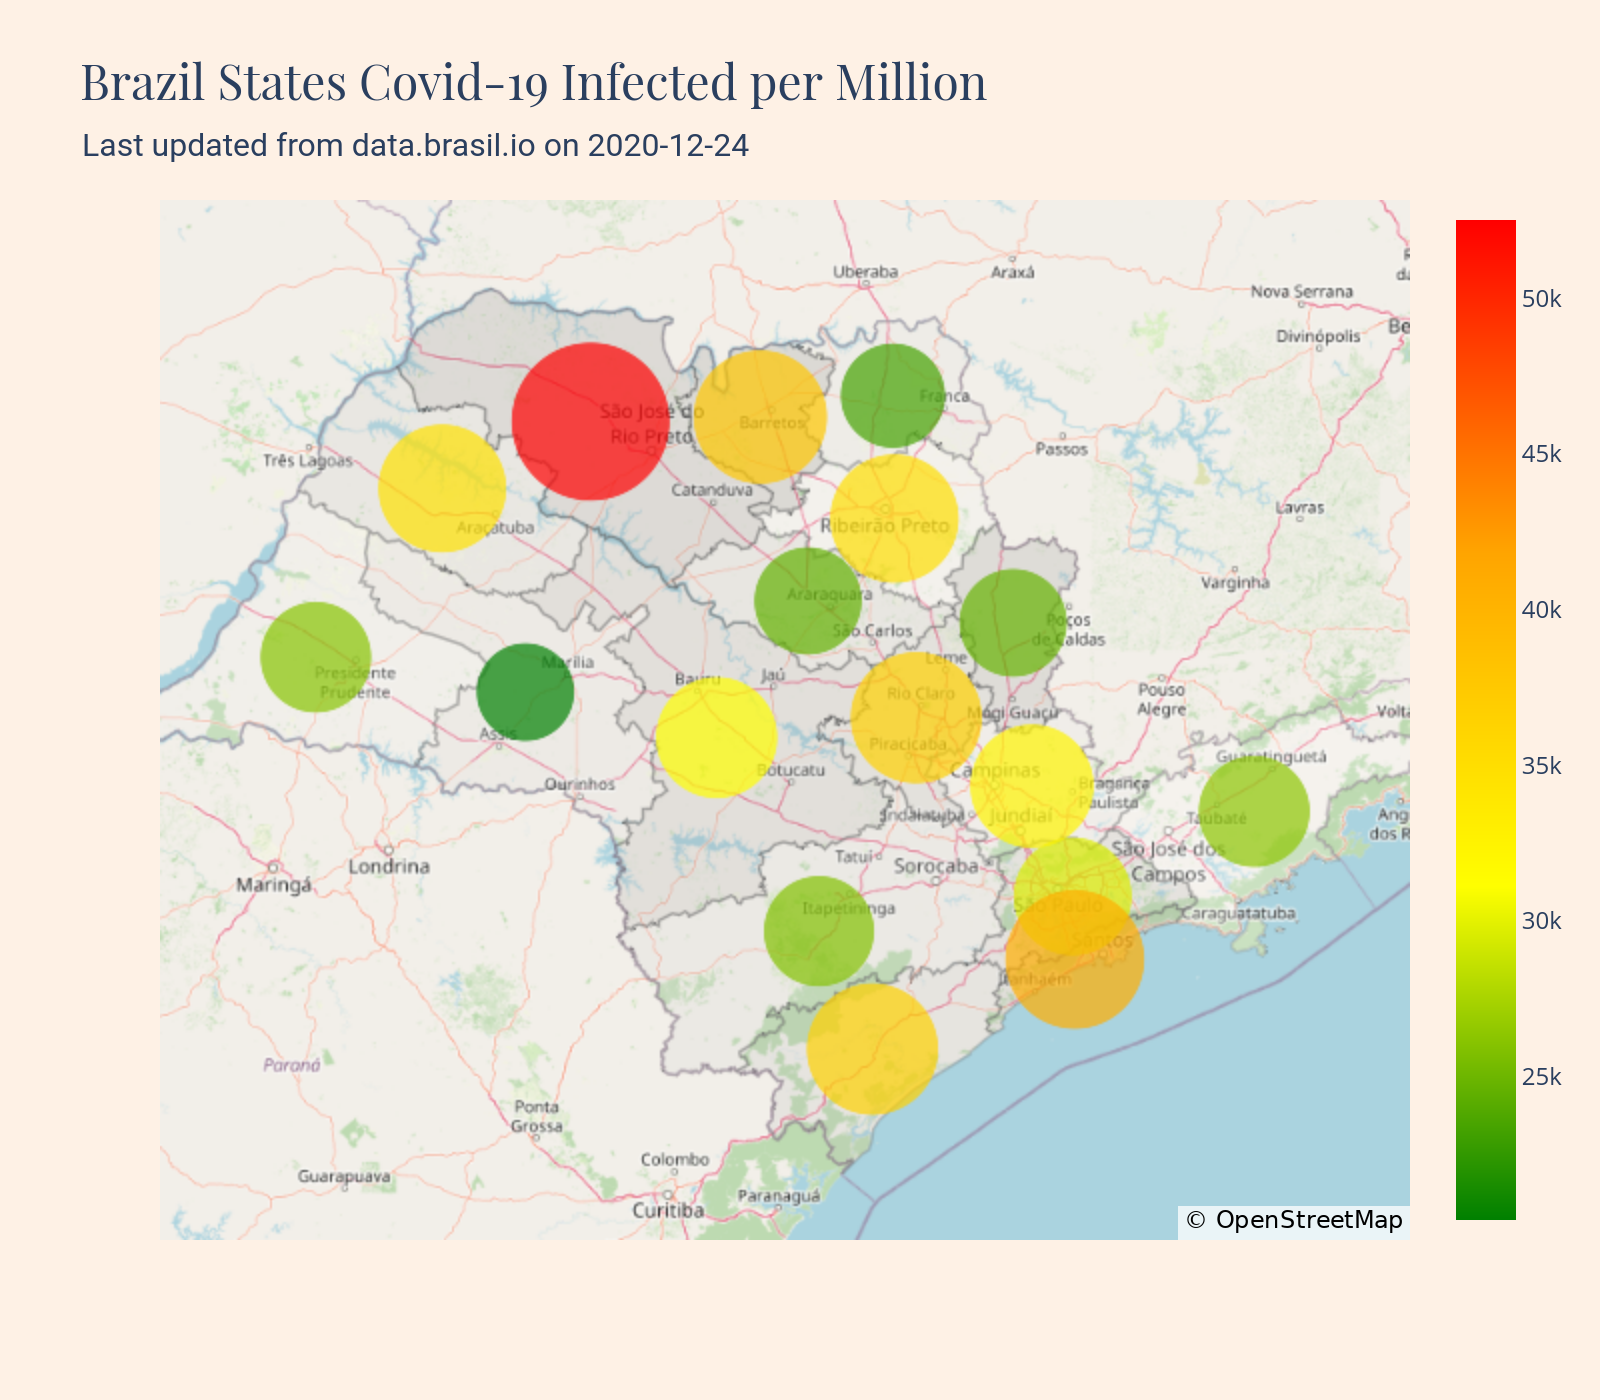 Brazil States Covid-19 Infected per Million
Last updated from data.brasil.io on 2020-12-24
Uberaba
Araxá
Nova Serrana
Divinópolis
Be
50k
São José do
Rio Preto
Barretos
Franca
Passos
45k
Três Lagoas
Catanduva
Araçatuba
Ribeirão Preto
Lavras
Araraquara
São Carlos
Varginha
Poços
de Caldas
40k
Presidente
Prudente
Marília
Assis
Bauru
Jaú
Leme
Rio Claro
Mogi Guaçu
Pouso
Alegre
Volta
Piracicaba
Campinas
Guaratinguetá
35k
Ourinhos
Botucatu
Indaiatuba
Jundiaí
Bragança
Paulista
Taubaté
Ang
dos R
Londrina
Maringá
Tatuí
Sorocaba
São José dos
Campos
Itapetininga
São Paulo
Caraguatatuba
30k
Santos
Itanhaém
Paraná
25k
Ponta
Grossa
Guarapuava
Colombo
Curitiba
Paranaguá
© OpenStreetMap